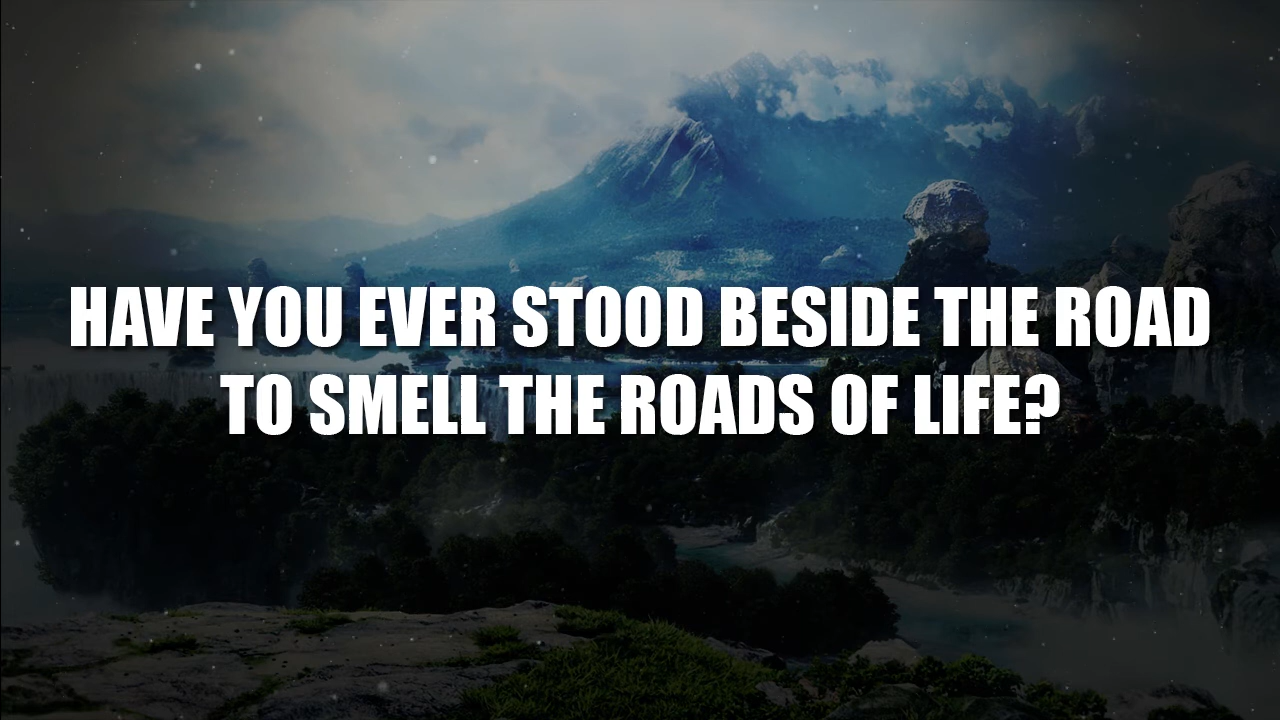 HAVE YOU EVER STOOD BESIDE THE ROAD
TO SMELL THE ROADS OF LIFE?